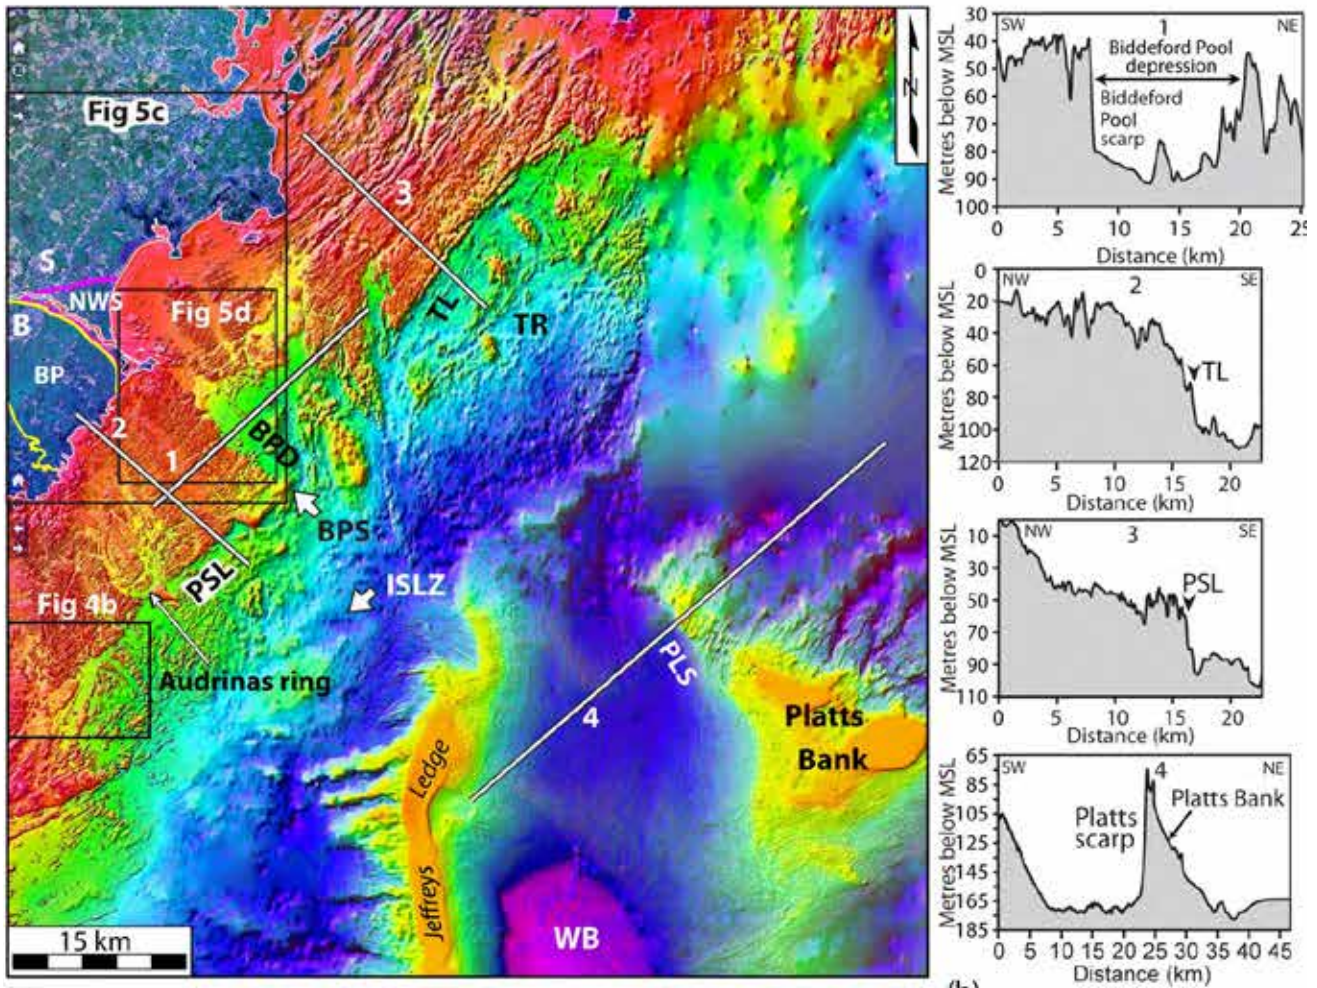 Fig 5c
N
3
S
NWS
Fig 5d
TL
TR
B
BP
2
1
BPD
BPS
PSL
ISLZ
Fig 4b
Audrinas ring
PLS
4
Platts
Bank
Ledge
Jeffreys
WB
15 km
30
40
50
60
70
80
90
100
Metres below MSL
SW
1
NE
Biddeford Pool
depression
Biddeford
Pool
scarp
0 5 10 15 20 25
Distance (km)
0
20
40
60
80
100
120
Metres below MSL
NW
2
SE
TL
0 5 10 15 20
Distance (km)
10
30
50
70
90
110
Metres below MSL
NW
3
SE
PSL
0 5 10 15 20
Distance (km)
65
85
105
125
145
165
185
Metres below MSL
SW
4
NE
Platts
scarp
Platts Bank
0 5 10 15 20 25 30 35 40 45
Distance (km)